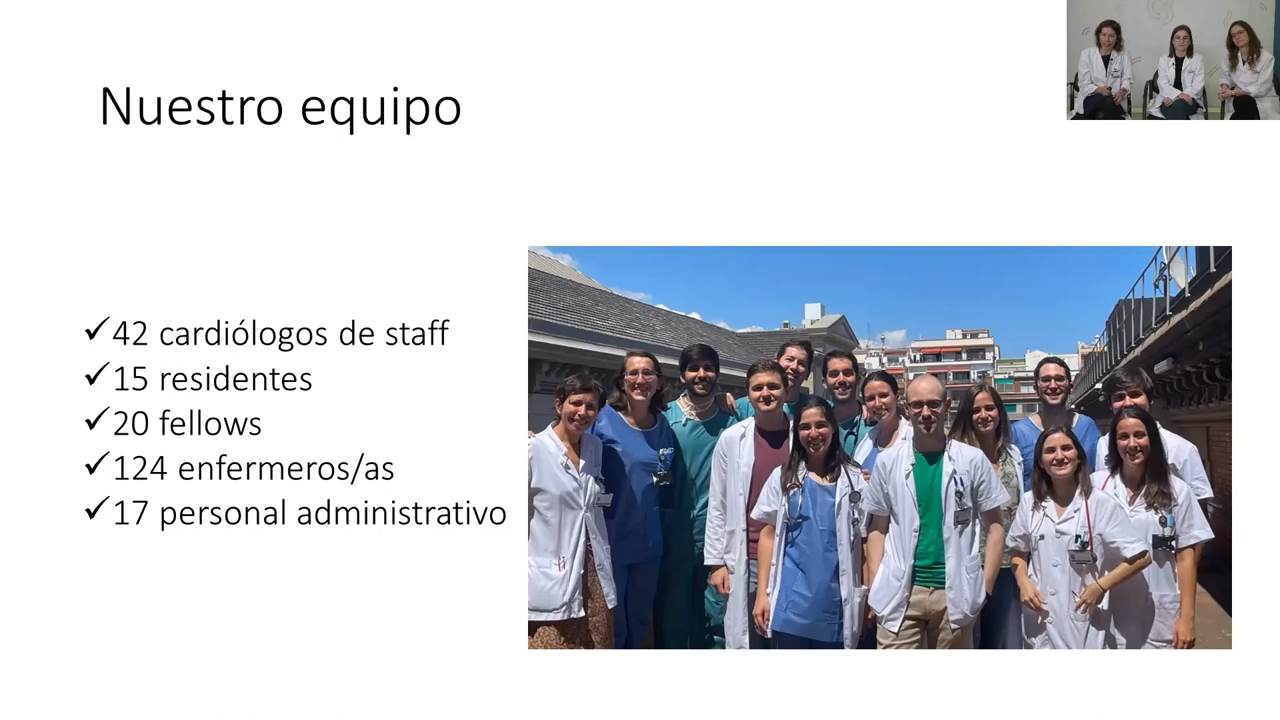 Nuestro equipo
✓42 cardiólogos de staff
✓15 residentes
✓20 fellows
✓124 enfermeros/as
✓17 personal administrativo